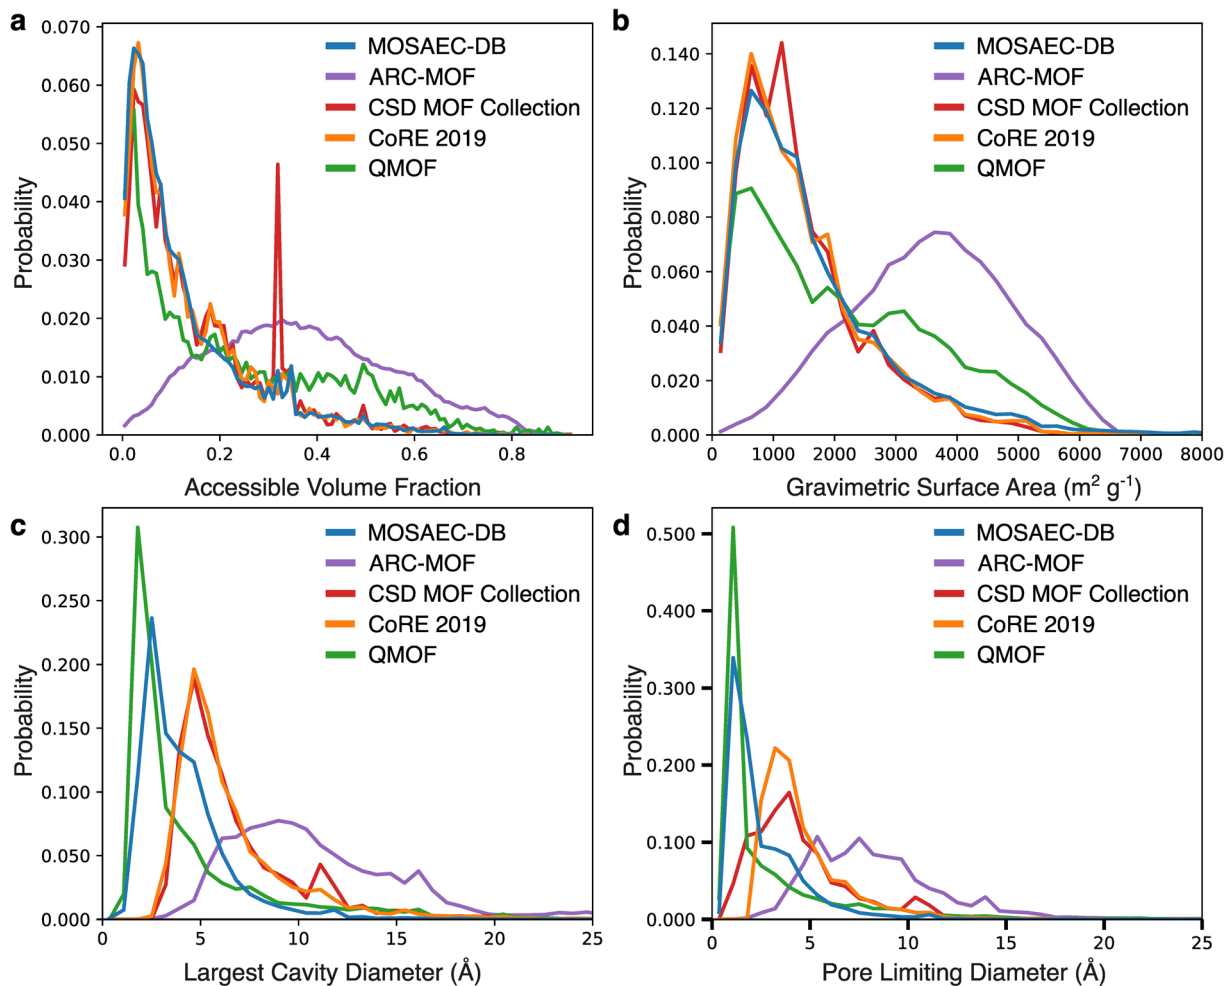 a
0.070
0.060
0.050
0.040
0.030
0.020
0.010
0.000
Probability
MOSAEC-DB
ARC-MOF
CSD MOF Collection
CoRE 2019
QMOF
0.0 0.2 0.4 0.6 0.8
Accessible Volume Fraction
b
0.140
0.120
0.100
0.080
0.060
0.040
0.020
0.000
Probability
MOSAEC-DB
ARC-MOF
CSD MOF Collection
CoRE 2019
QMOF
0 1000 2000 3000 4000 5000 6000 7000 8000
Gravimetric Surface Area (m² g⁻¹)
c
0.300
0.250
0.200
0.150
0.100
0.050
0.000
Probability
MOSAEC-DB
ARC-MOF
CSD MOF Collection
CoRE 2019
QMOF
0 5 10 15 20 25
Largest Cavity Diameter (Å)
d
0.500
0.400
0.300
0.200
0.100
0.000
Probability
MOSAEC-DB
ARC-MOF
CSD MOF Collection
CoRE 2019
QMOF
0 5 10 15 20 25
Pore Limiting Diameter (Å)